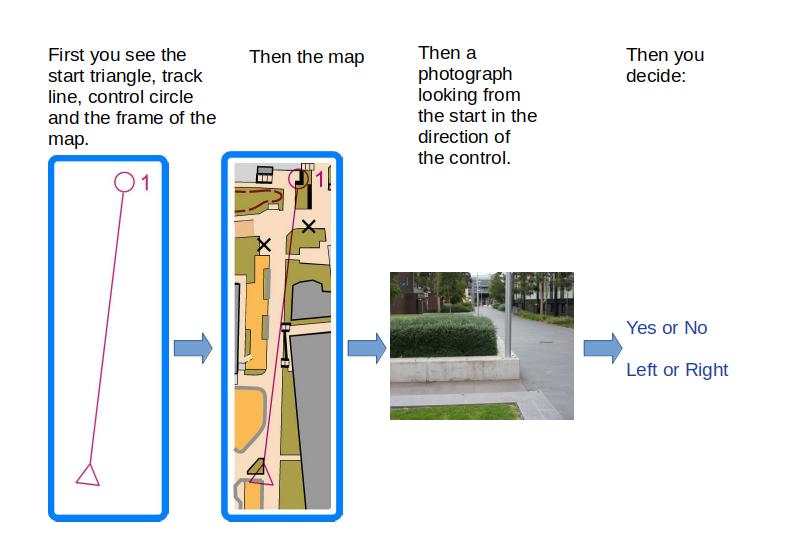 First you see the
start triangle, track
line, control circle
and the frame of the
map.
Then the map
Then a
photograph
looking from
the start in the
direction of
the control.
Then you
decide:
1
1
Yes or No
Left or Right